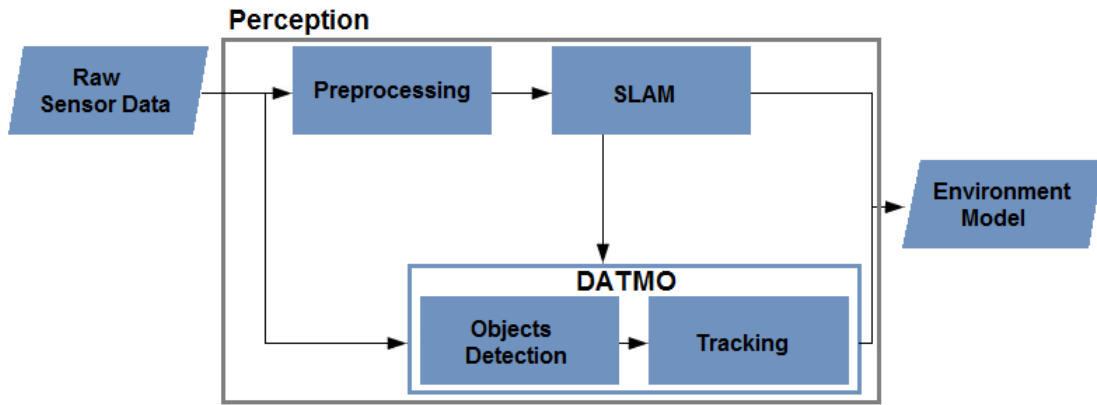 Perception
Raw
Sensor Data
Preprocessing
SLAM
Environment
Model
DATMO
Objects
Detection
Tracking